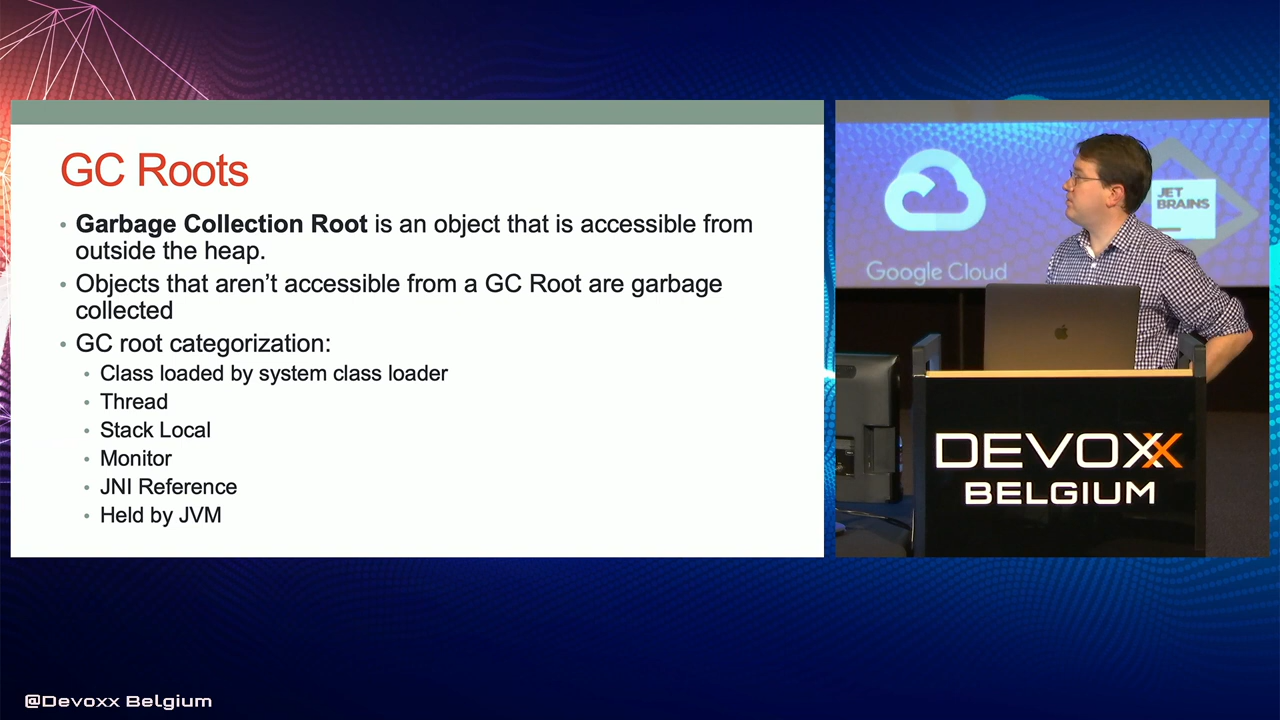 GC Roots
• Garbage Collection Root is an object that is accessible from
outside the heap.
• Objects that aren't accessible from a GC Root are garbage
collected
• GC root categorization:
• Class loaded by system class loader
• Thread
• Stack Local
• Monitor
• JNI Reference
• Held by JVM
Google Cloud
JET
BRAINS
DEVOXX
BELGIUM
@Devoxx Belgium